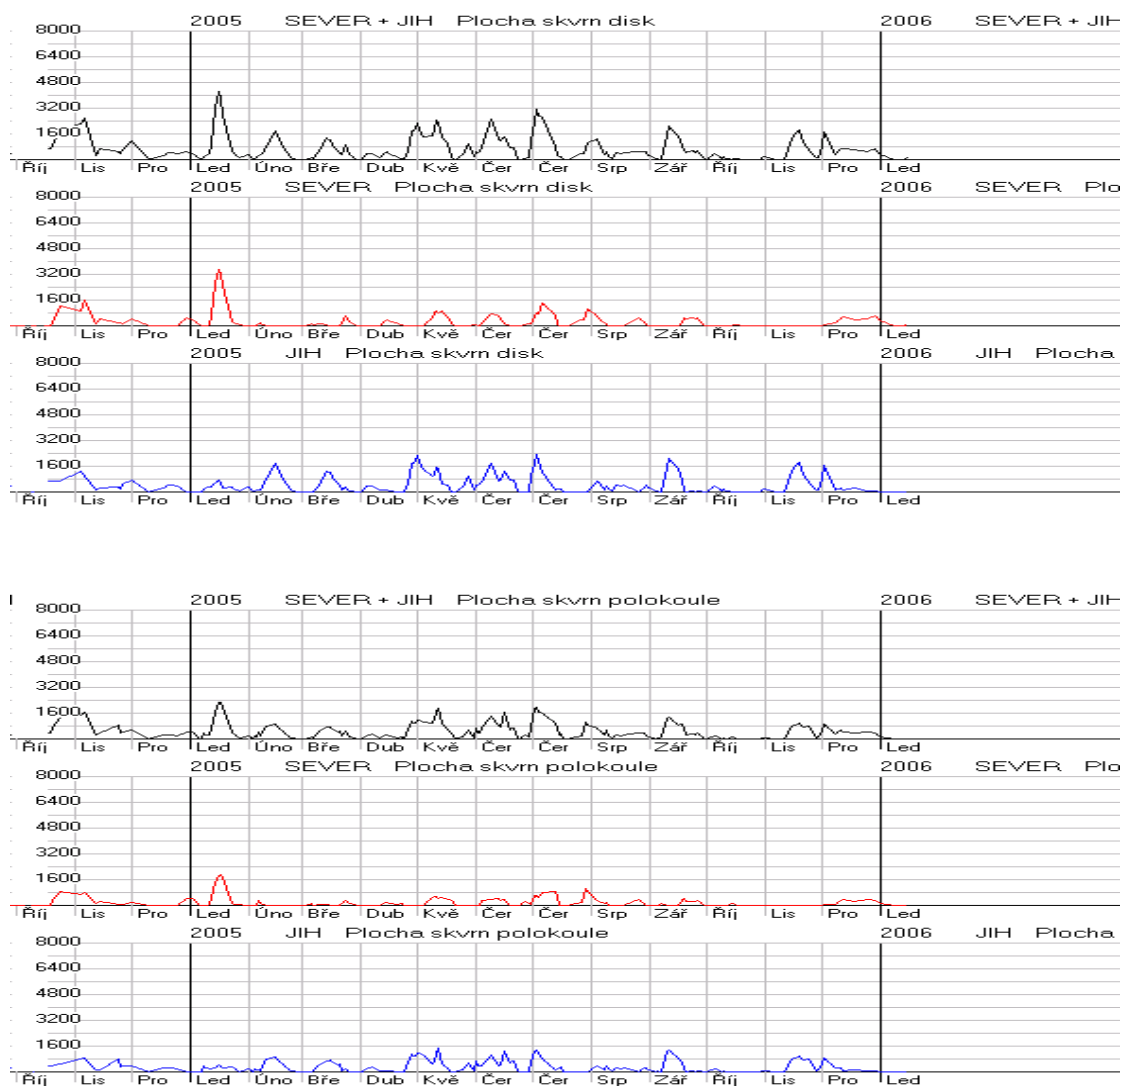 2005 SEVER + JIH Plocha skvrn disk 2006 SEVER + JIH
8000
6400
4800
3200
1600
Říj Lis Pro Led Úno Bře Dub Kvě Čer Čer Srp Zář Říj Lis Pro Led
2005 SEVER Plocha skvrn disk 2006 SEVER Plo
8000
6400
4800
3200
1600
Říj Lis Pro Led Úno Bře Dub Kvě Čer Čer Srp Zář Říj Lis Pro Led
2005 JIH Plocha skvrn disk 2006 JIH Plocha
8000
6400
4800
3200
1600
Říj Lis Pro Led Úno Bře Dub Kvě Čer Čer Srp Zář Říj Lis Pro Led
2005 SEVER + JIH Plocha skvrn polokoule 2006 SEVER + JIH
8000
6400
4800
3200
1600
Říj Lis Pro Led Úno Bře Dub Kvě Čer Čer Srp Zář Říj Lis Pro Led
2005 SEVER Plocha skvrn polokoule 2006 SEVER Plo
8000
6400
4800
3200
1600
Říj Lis Pro Led Úno Bře Dub Kvě Čer Čer Srp Zář Říj Lis Pro Led
2005 JIH Plocha skvrn polokoule 2006 JIH Plocha
8000
6400
4800
3200
1600
Říj Lis Pro Led Úno Bře Dub Kvě Čer Čer Srp Zář Říj Lis Pro Led